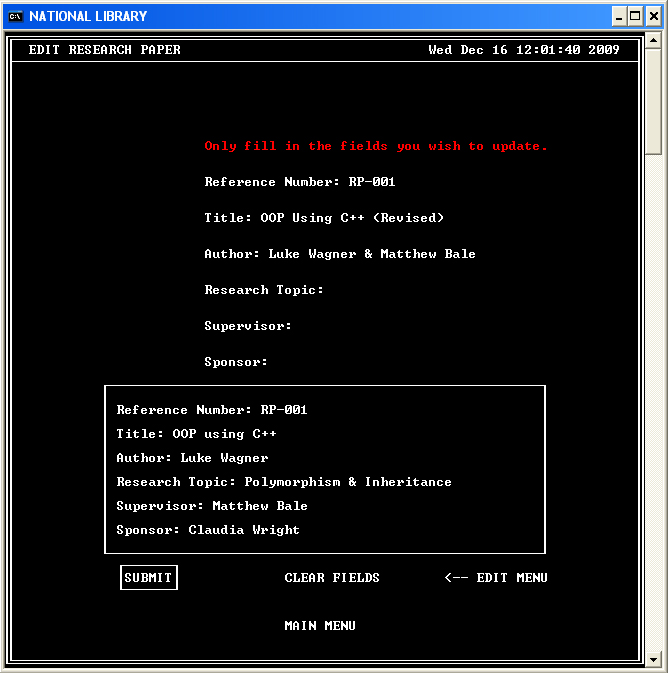 NATIONAL LIBRARY
EDIT RESEARCH PAPER Wed Dec 16 12:01:40 2009
Only fill in the fields you wish to update.
Reference Number: RP-001
Title: OOP Using C++ (Revised)
Author: Luke Wagner & Matthew Bale
Research Topic:
Supervisor:
Sponsor:
Reference Number: RP-001
Title: OOP using C++
Author: Luke Wagner
Research Topic: Polymorphism & Inheritance
Supervisor: Matthew Bale
Sponsor: Claudia Wright
SUBMIT CLEAR FIELDS <-- EDIT MENU
MAIN MENU